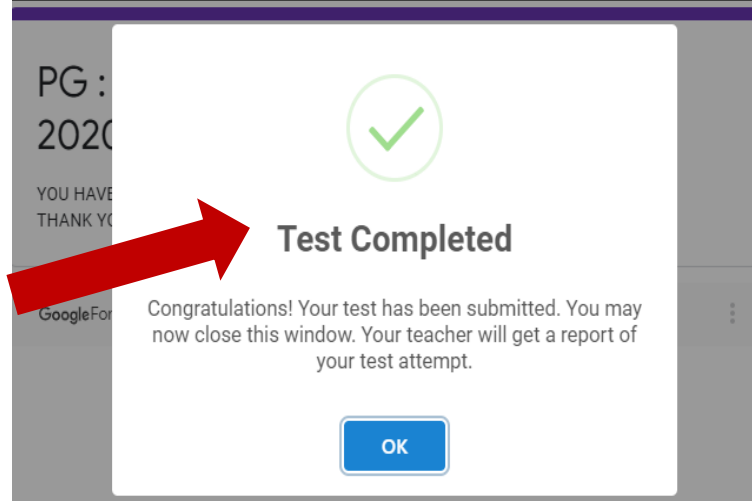 PG :
2020
YOU HAVE
THANK YO
Test Completed
Congratulations! Your test has been submitted. You may
now close this window. Your teacher will get a report of
your test attempt.
GoogleFor
OK